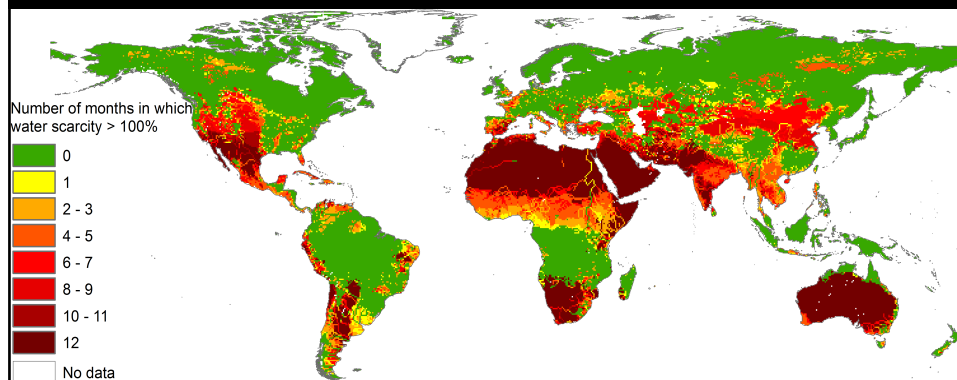 Number of months in which
water scarcity > 100%
0
1
2 - 3
4 - 5
6 - 7
8 - 9
10 - 11
12
No data